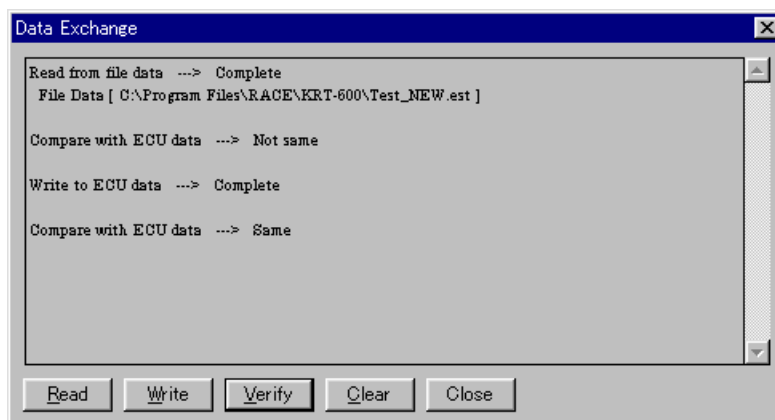 Data Exchange
Read from file data ---> Complete
File Data [ C:\Program Files\RACE\KRT-600\Test_NEW.est ]
Compare with ECU data ---> Not same
Write to ECU data ---> Complete
Compare with ECU data ---> Same
Read Write Verify Clear Close